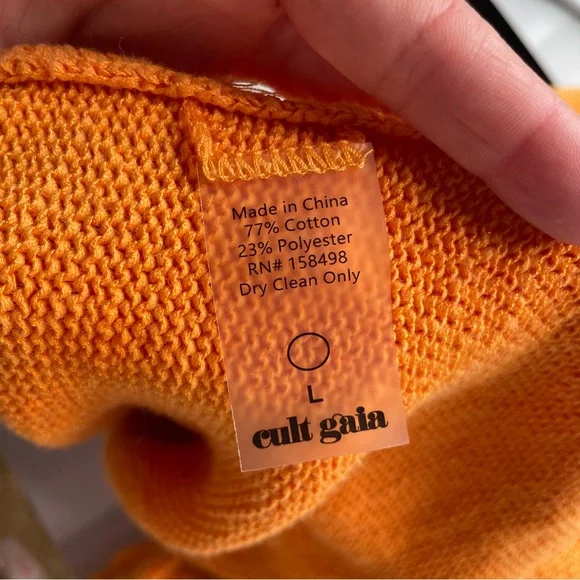 Made in China
77% Cotton
23% Polyester
RN# 158498
Dry Clean Only
L
cult gaia